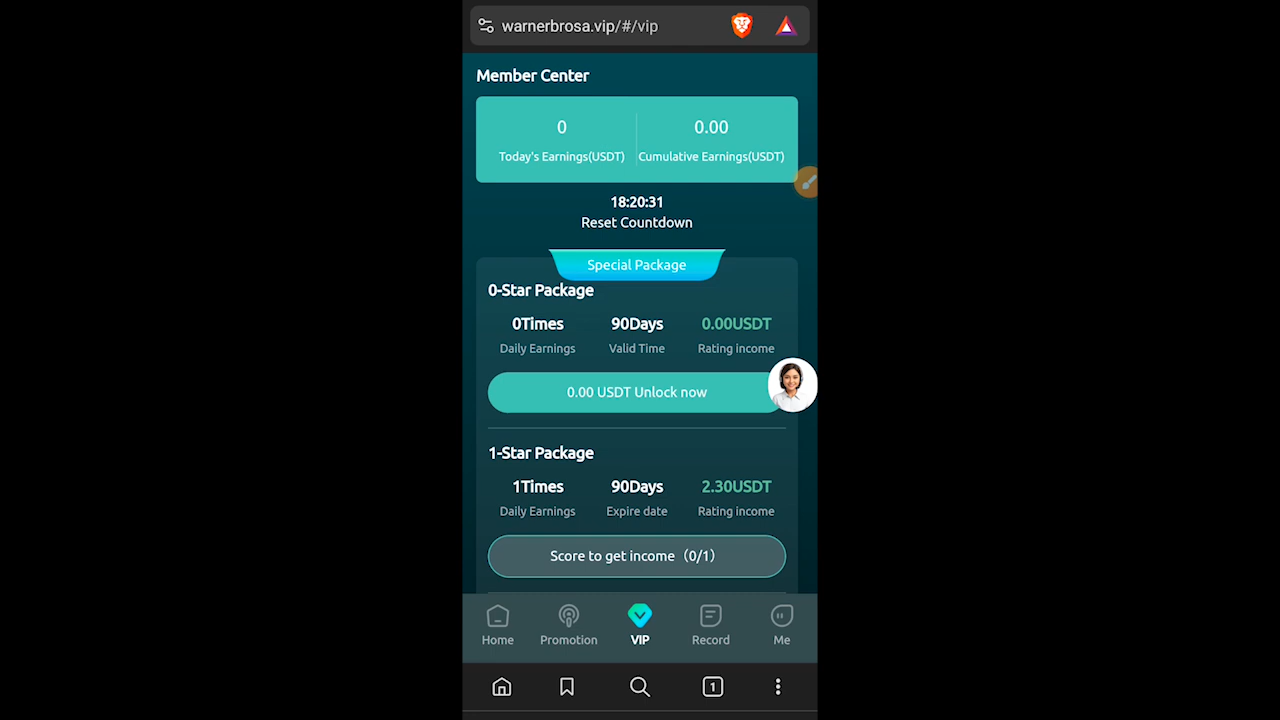 warnerbrosa.vip/#/vip
Member Center
0
0.00
Today's Earnings(USDT)
Cumulative Earnings(USDT)
18:20:31
Reset Countdown
Special Package
0-Star Package
0Times
90Days
0.00USDT
Daily Earnings
Valid Time
Rating income
0.00 USDT Unlock now
1-Star Package
1Times
90Days
2.30USDT
Daily Earnings
Expire date
Rating income
Score to get income（0/1）
Home
Promotion
VIP
Record
Me
1